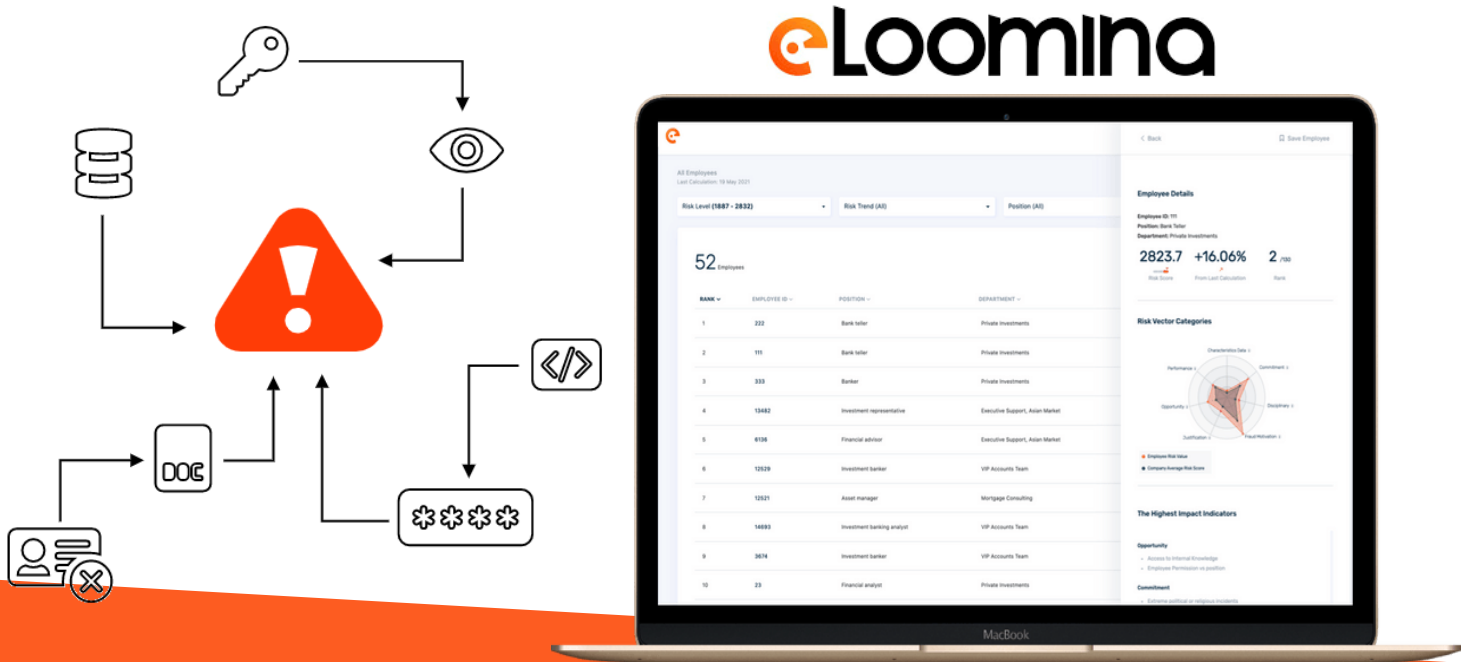 eLoomina
</>
DOC
****
e
All Employees
Last Calculation: 19 May 2021
Risk Level (1887 - 2832)
Risk Trend (All)
Position (All)
52 Employees
RANK EMPLOYEE ID POSITION DEPARTMENT
1 222 Bank teller Private Investments
2 111 Bank teller Private Investments
3 333 Banker Private Investments
4 13482 Investment representative Executive Support, Asian Market
5 6136 Financial advisor Executive Support, Asian Market
6 12529 Investment banker VIP Accounts Team
7 12521 Asset manager Mortgage Consulting
8 14693 Investment banking analyst VIP Accounts Team
9 3674 Investment banker VIP Accounts Team
10 23 Financial analyst Private Investments
< Back
Save Employee
Employee Details
Employee ID: 111
Position: Bank Teller
Department: Private Investments
2823.7 +16.06% 2 /130
Risk Score From Last Calculation Rank
Risk Vector Categories
Characteristics Data
Performance
Commitment
Opportunity
Disciplinary
Justification
Fraud Motivation
Employee Risk Value
Company Average Risk Score
The Highest Impact Indicators
Opportunity
- Access to Internal Knowledge
- Employee Permission vs position
Commitment
- Extreme political or religious incidents
MacBook